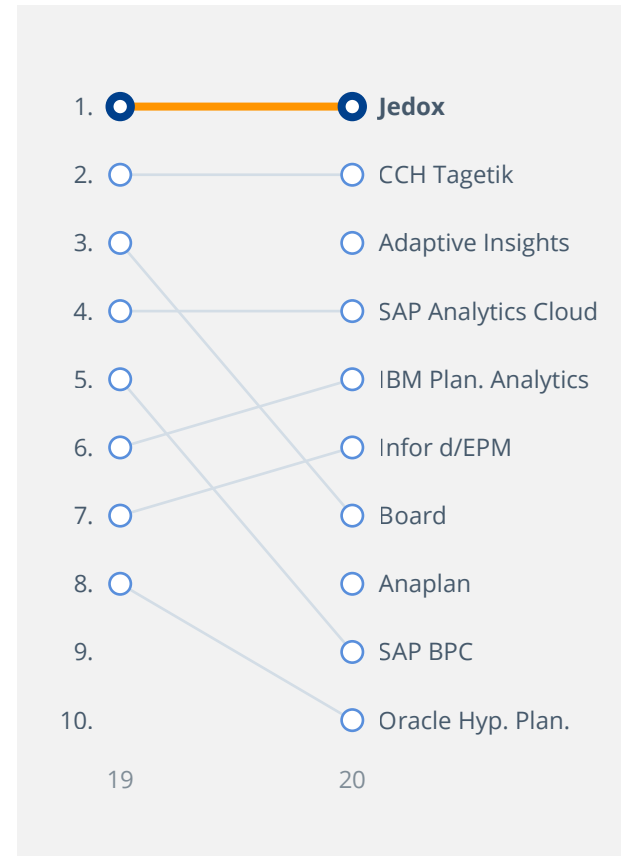 1. Jedox
2. CCH Tagetik
3. Adaptive Insights
4. SAP Analytics Cloud
5. IBM Plan. Analytics
6. Infor d/EPM
7. Board
8. Anaplan
9. SAP BPC
10. Oracle Hyp. Plan.
19 20